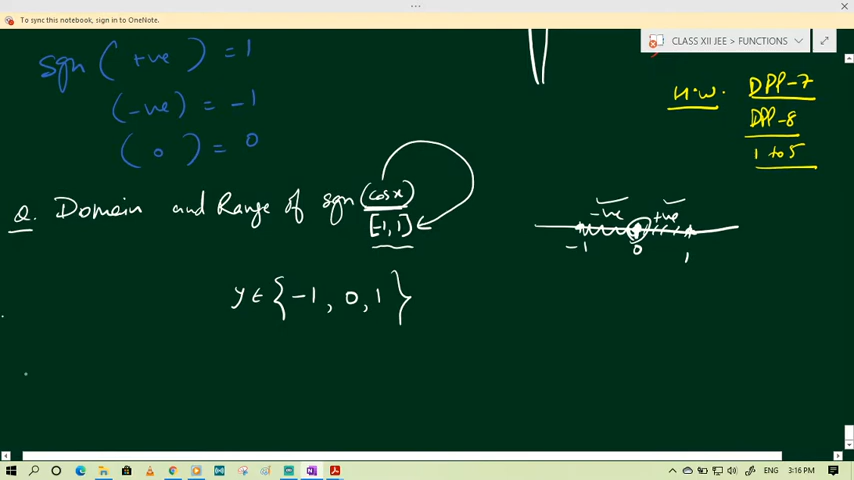 ...
To sync this notebook, sign in to OneNote.
CLASS XII JEE > FUNCTIONS
sgn ( +ve ) = 1
(-ve) = -1
( 0 ) = 0
H.W. DPP-7
DPP-8
1 to 5
Q. Domain and Range of sgn (cosx)
[-1, 1]
-ve +ve
-1 0 1
y ∈ { -1, 0, 1 }
ENG 3:16 PM